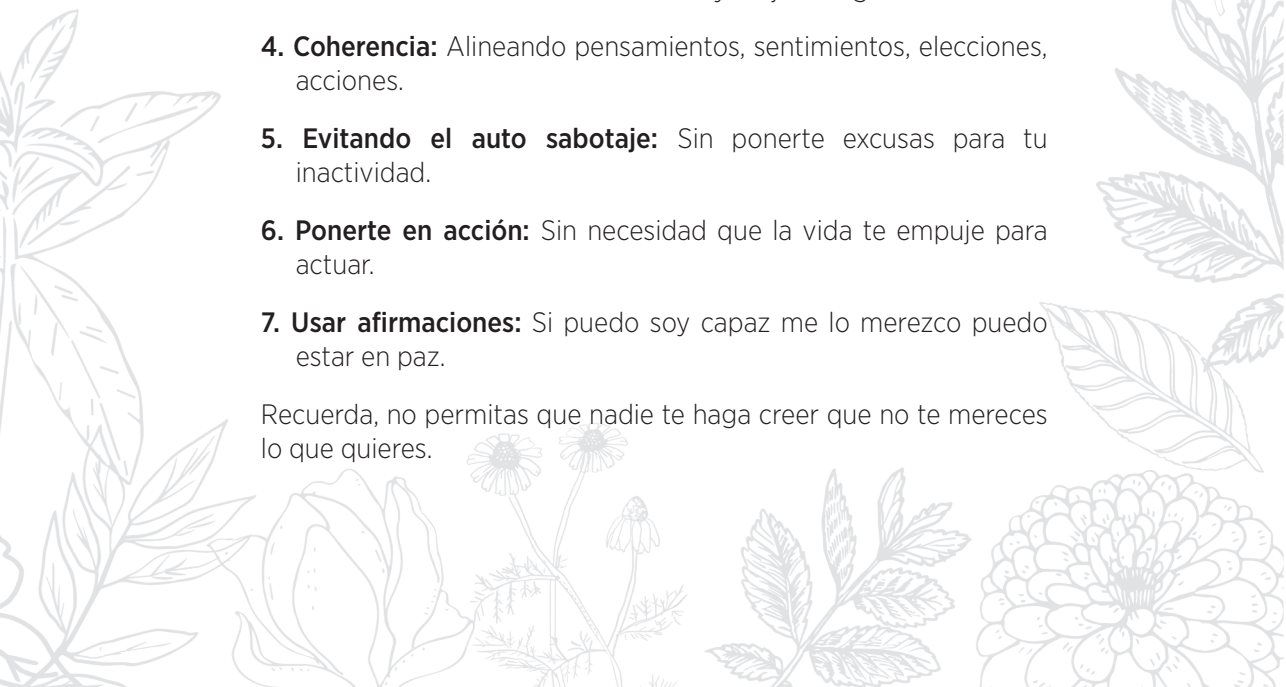 4. Coherencia: Alineando pensamientos, sentimientos, elecciones,
acciones.
5. Evitando el auto sabotaje: Sin ponerte excusas para tu
inactividad.
6. Ponerte en acción: Sin necesidad que la vida te empuje para
actuar.
7. Usar afirmaciones: Si puedo soy capaz me lo merezco puedo
estar en paz.
Recuerda, no permitas que nadie te haga creer que no te mereces
lo que quieres.